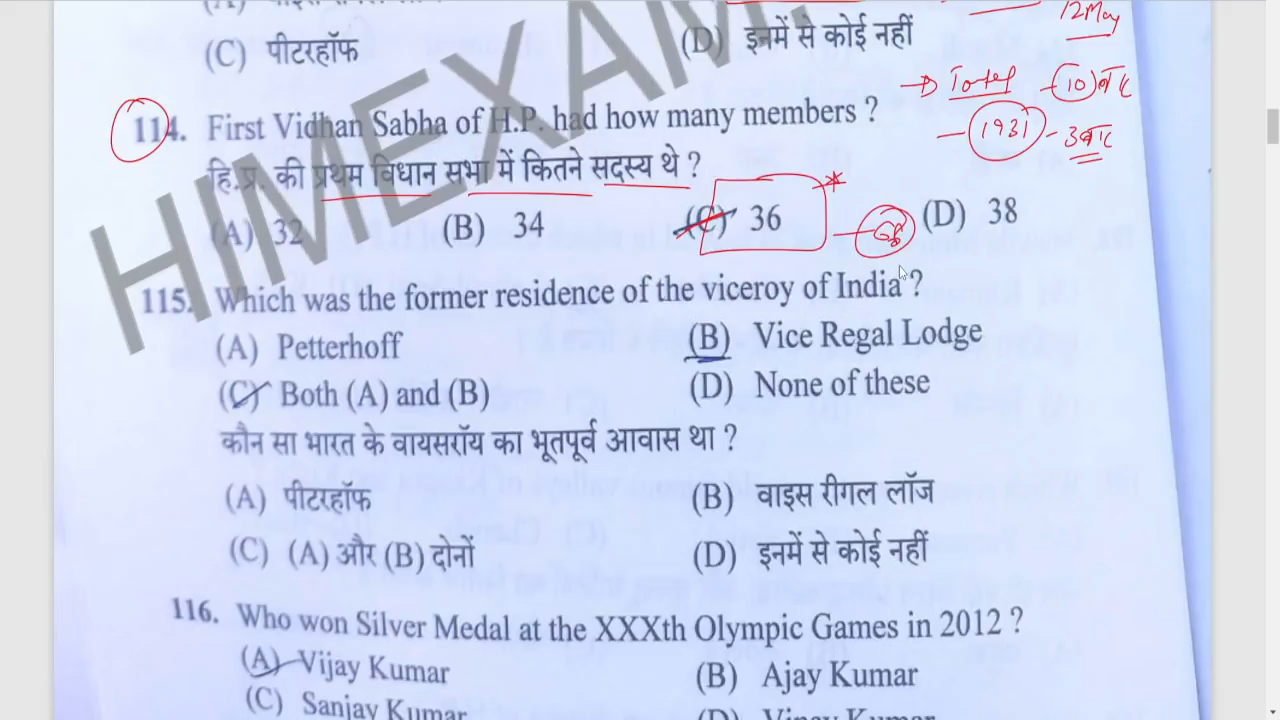 12 May
(C) पीटरहॉफ (D) इनमें से कोई नहीं
→ Total - 10
114. First Vidhan Sabha of H.P. had how many members ?
- 1931 -
हि.प्र. की प्रथम विधान सभा में कितने सदस्य थे ?
(A) 32 (B) 34 (C) 36 (D) 38
115. Which was the former residence of the viceroy of India ?
(A) Petterhoff (B) Vice Regal Lodge
(C) Both (A) and (B) (D) None of these
कौन सा भारत के वायसरॉय का भूतपूर्व आवास था ?
(A) पीटरहॉफ (B) वाइस रीगल लॉज
(C) (A) और (B) दोनों (D) इनमें से कोई नहीं
116. Who won Silver Medal at the XXXth Olympic Games in 2012 ?
(A) Vijay Kumar (B) Ajay Kumar
(C) Sanjay Kumar (D) Vinay Kumar
HIMEXAM.